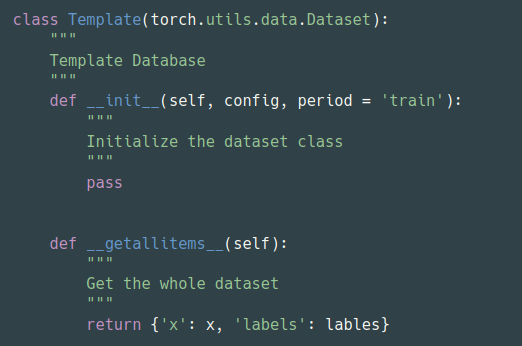 class Template(torch.utils.data.Dataset):
    """
    Template Database
    """
    def __init__(self, config, period = 'train'):
        """
        Initialize the dataset class
        """
        pass
    def __getallitems__(self):
        """
        Get the whole dataset
        """
        return {'x': x, 'labels': lables}